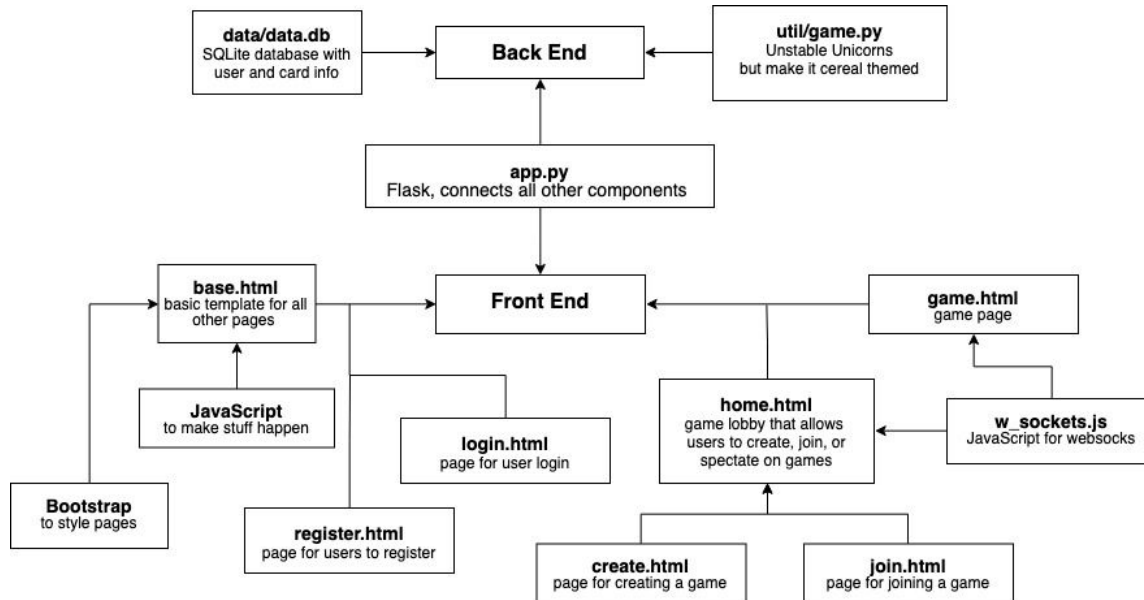 data/data.db
SQLite database with
user and card info
Back End
util/game.py
Unstable Unicorns
but make it cereal themed
app.py
Flask, connects all other components
base.html
basic template for all
other pages
Front End
game.html
game page
JavaScript
to make stuff happen
login.html
page for user login
home.html
game lobby that allows
users to create, join, or
spectate on games
w_sockets.js
JavaScript for websocks
Bootstrap
to style pages
register.html
page for users to register
create.html
page for creating a game
join.html
page for joining a game